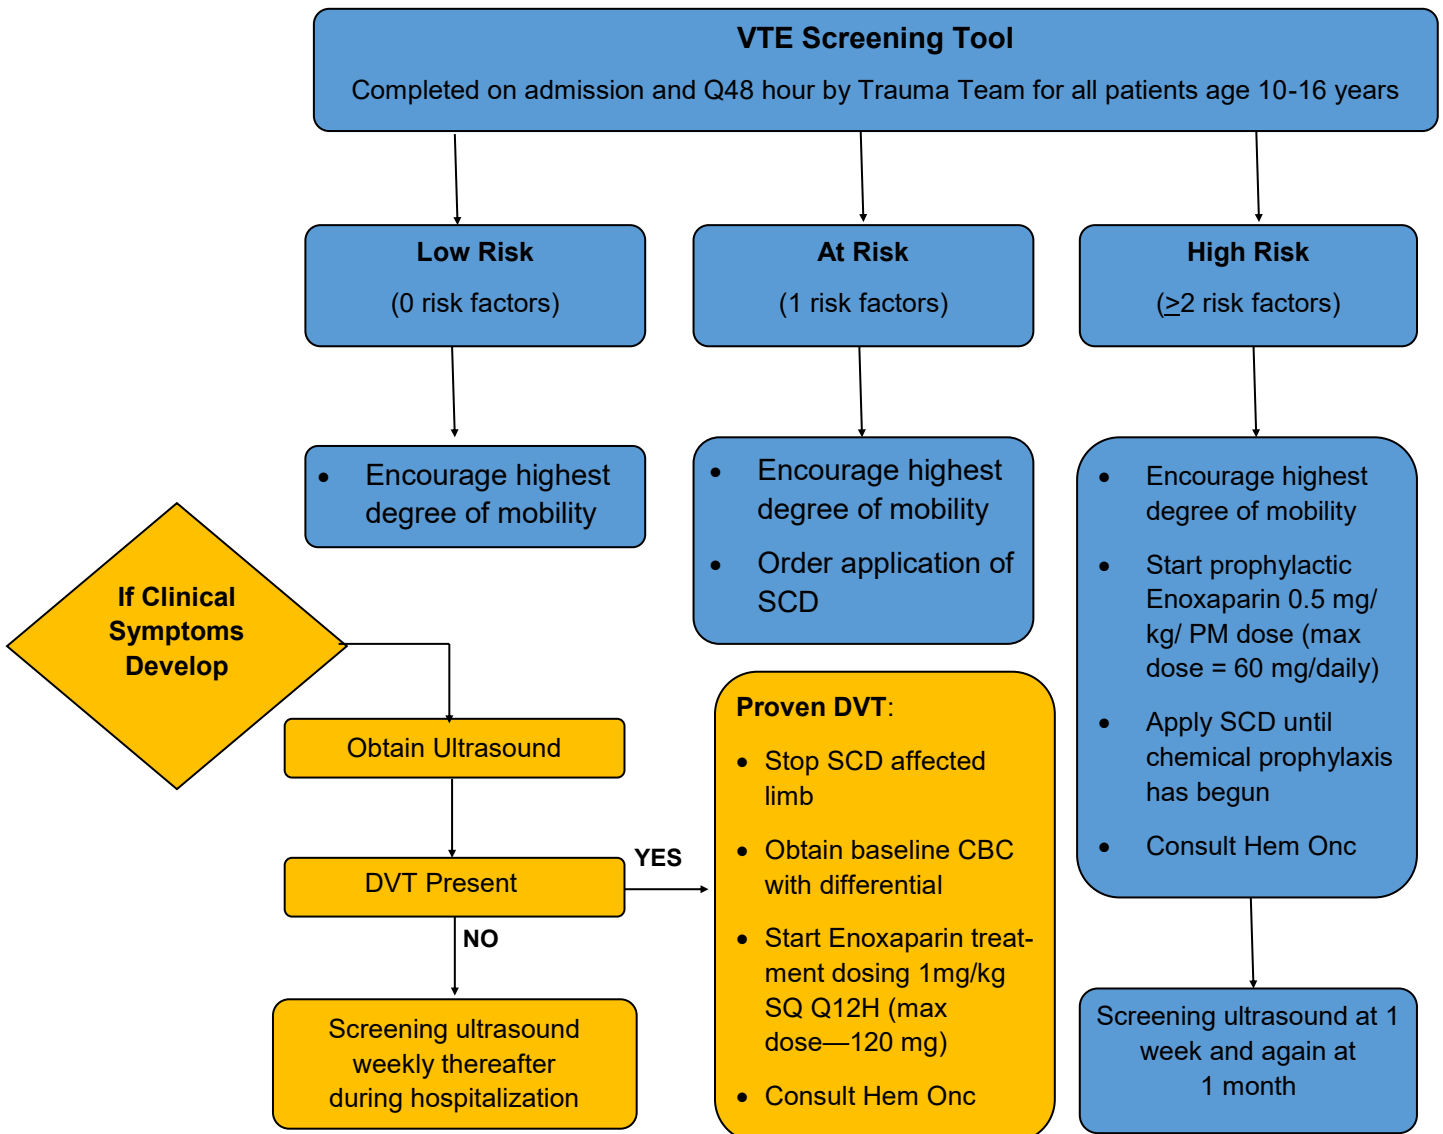 VTE Screening Tool
Completed on admission and Q48 hour by Trauma Team for all patients age 10-16 years
Low Risk
(0 risk factors)
At Risk
(1 risk factors)
High Risk
(≥2 risk factors)
• Encourage highest
degree of mobility
• Encourage highest
degree of mobility
• Order application of
SCD
• Encourage highest
degree of mobility
• Start prophylactic
Enoxaparin 0.5 mg/
kg/ PM dose (max
dose = 60 mg/daily)
• Apply SCD until
chemical prophylaxis
has begun
• Consult Hem Onc
Screening ultrasound at 1
week and again at
1 month
If Clinical
Symptoms
Develop
Obtain Ultrasound
DVT Present
YES
NO
Screening ultrasound
weekly thereafter
during hospitalization
Proven DVT:
• Stop SCD affected
limb
• Obtain baseline CBC
with differential
• Start Enoxaparin treat-
ment dosing 1mg/kg
SQ Q12H (max
dose—120 mg)
• Consult Hem Onc